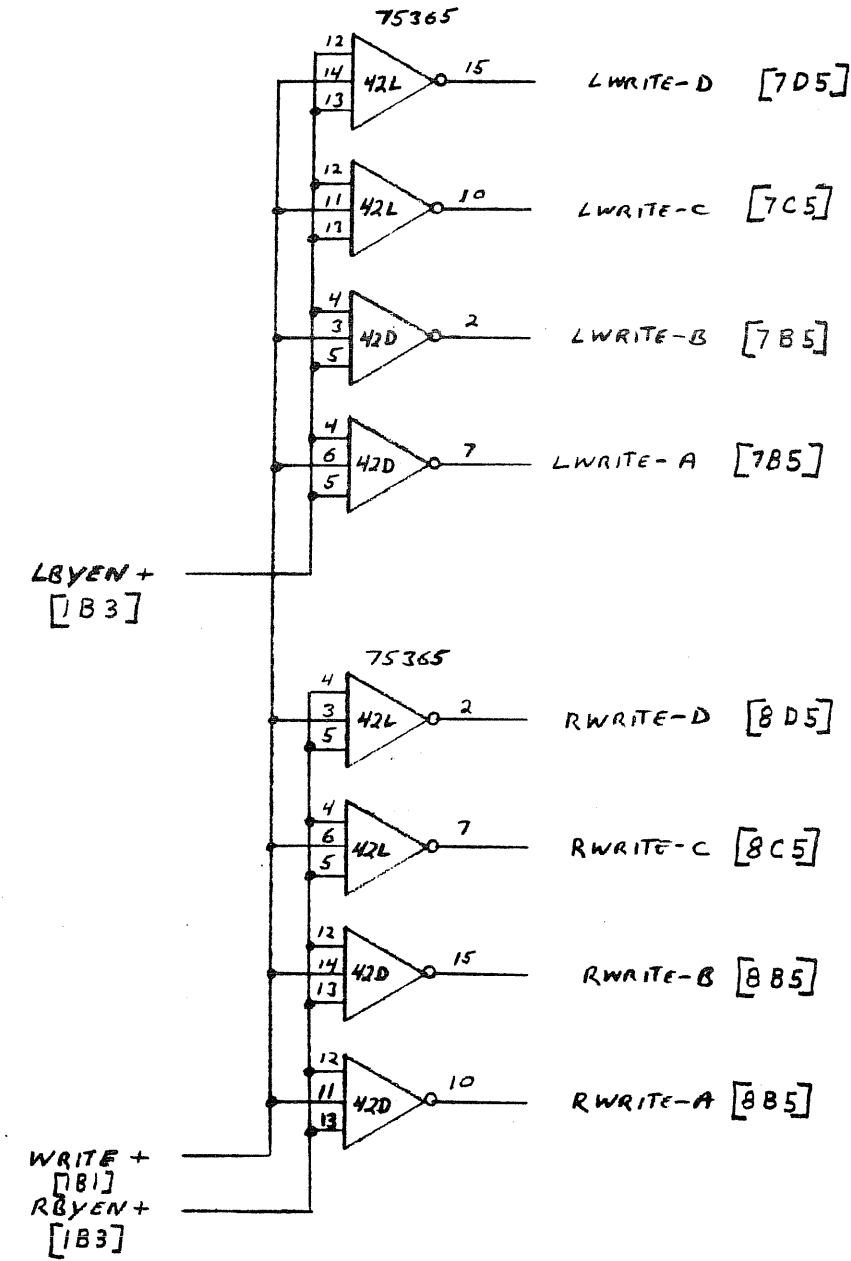 75365
12
14 42L 15 LWRITE-D [7D5]
13
12
11 42L 10 LWRITE-C [7C5]
13
4
3 42D 2 LWRITE-B [7B5]
5
4
6 42D 7 LWRITE-A [7B5]
5
LBYEN +
[1B3]
75365
4
3 42L 2 RWRITE-D [8D5]
5
4
6 42L 7 RWRITE-C [8C5]
5
12
14 42D 15 RWRITE-B [8B5]
13
12
11 42D 10 RWRITE-A [8B5]
13
WRITE +
[1B1]
RBYEN +
[1B3]